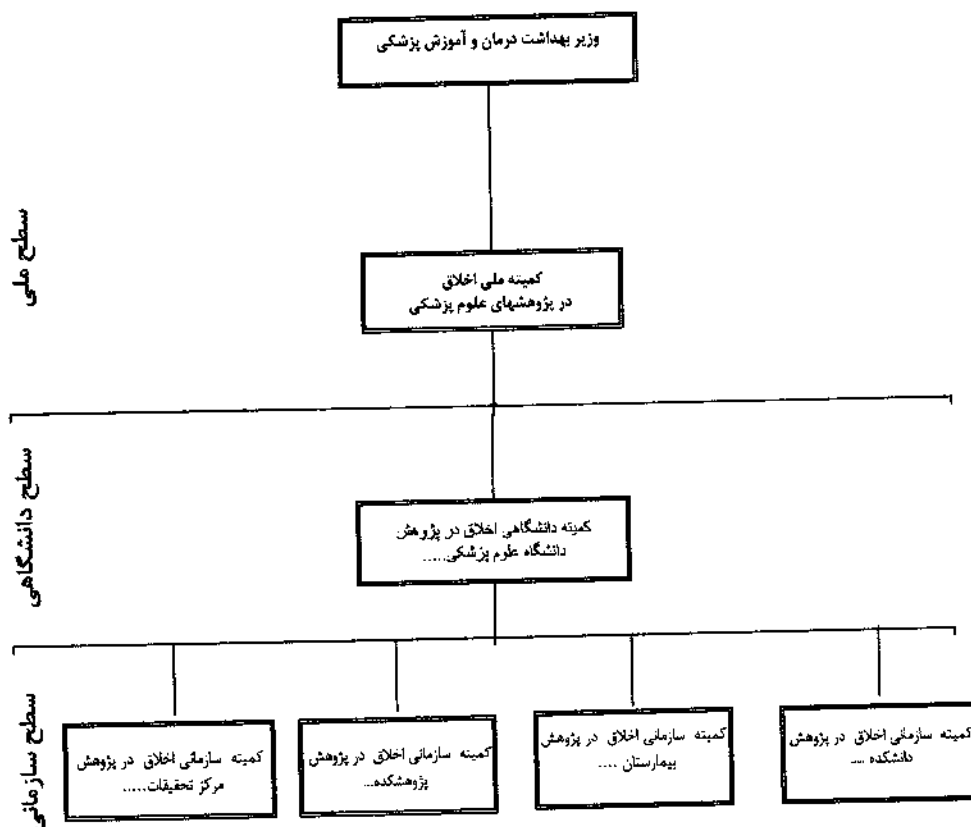 وزیر بهداشت درمان و آموزش پزشکی
سطح ملی
کمیته ملی اخلاق
در پژوهشهای علوم پزشکی
سطح دانشگاهی
کمیته دانشگاهی اخلاق در پژوهش
دانشگاه علوم پزشکی.....
سطح سازمانی
کمیته سازمانی اخلاق در پژوهش
دانشکده ....
کمیته سازمانی اخلاق در پژوهش
بیمارستان ....
کمیته سازمانی اخلاق در پژوهش
پژوهشکده...
کمیته سازمانی اخلاق در پژوهش
مرکز تحقیقات.....